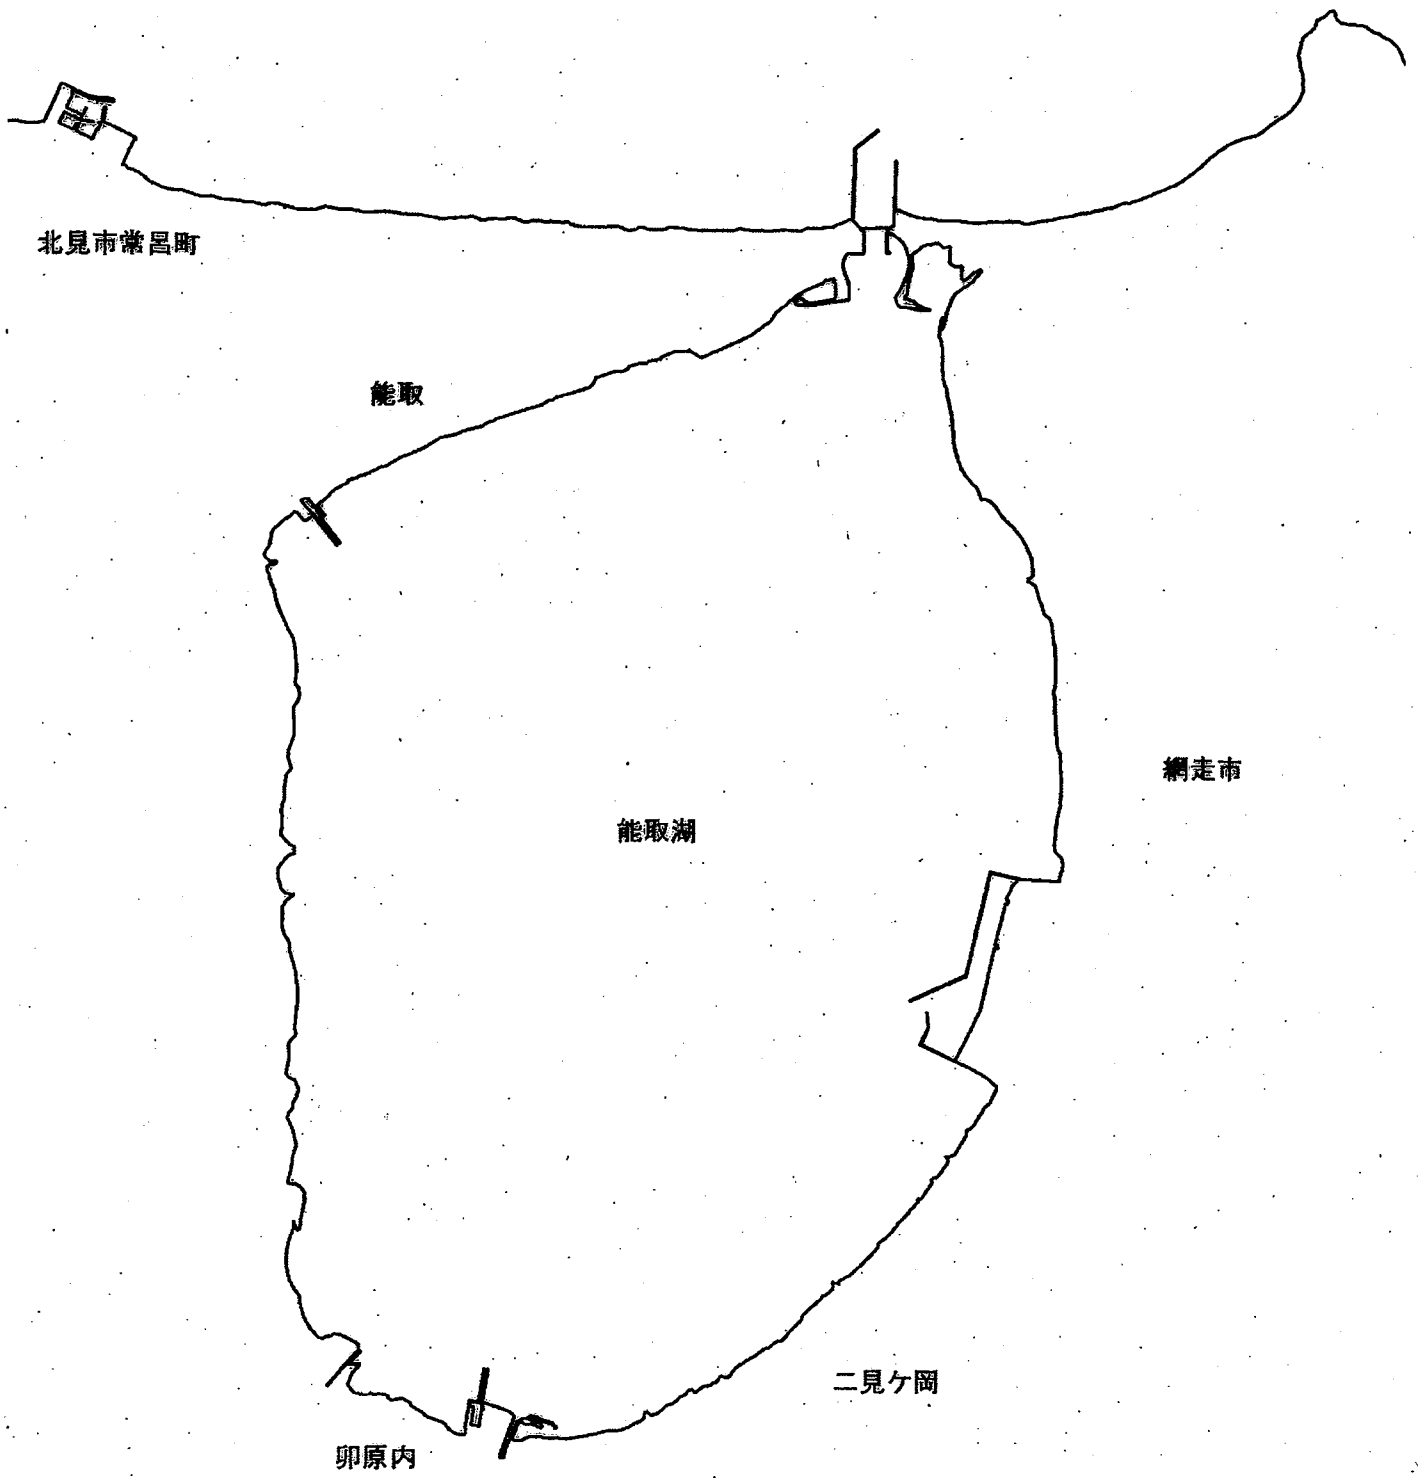 北見市常呂町
能取
網走市
能取湖
二見ケ岡
卯原内